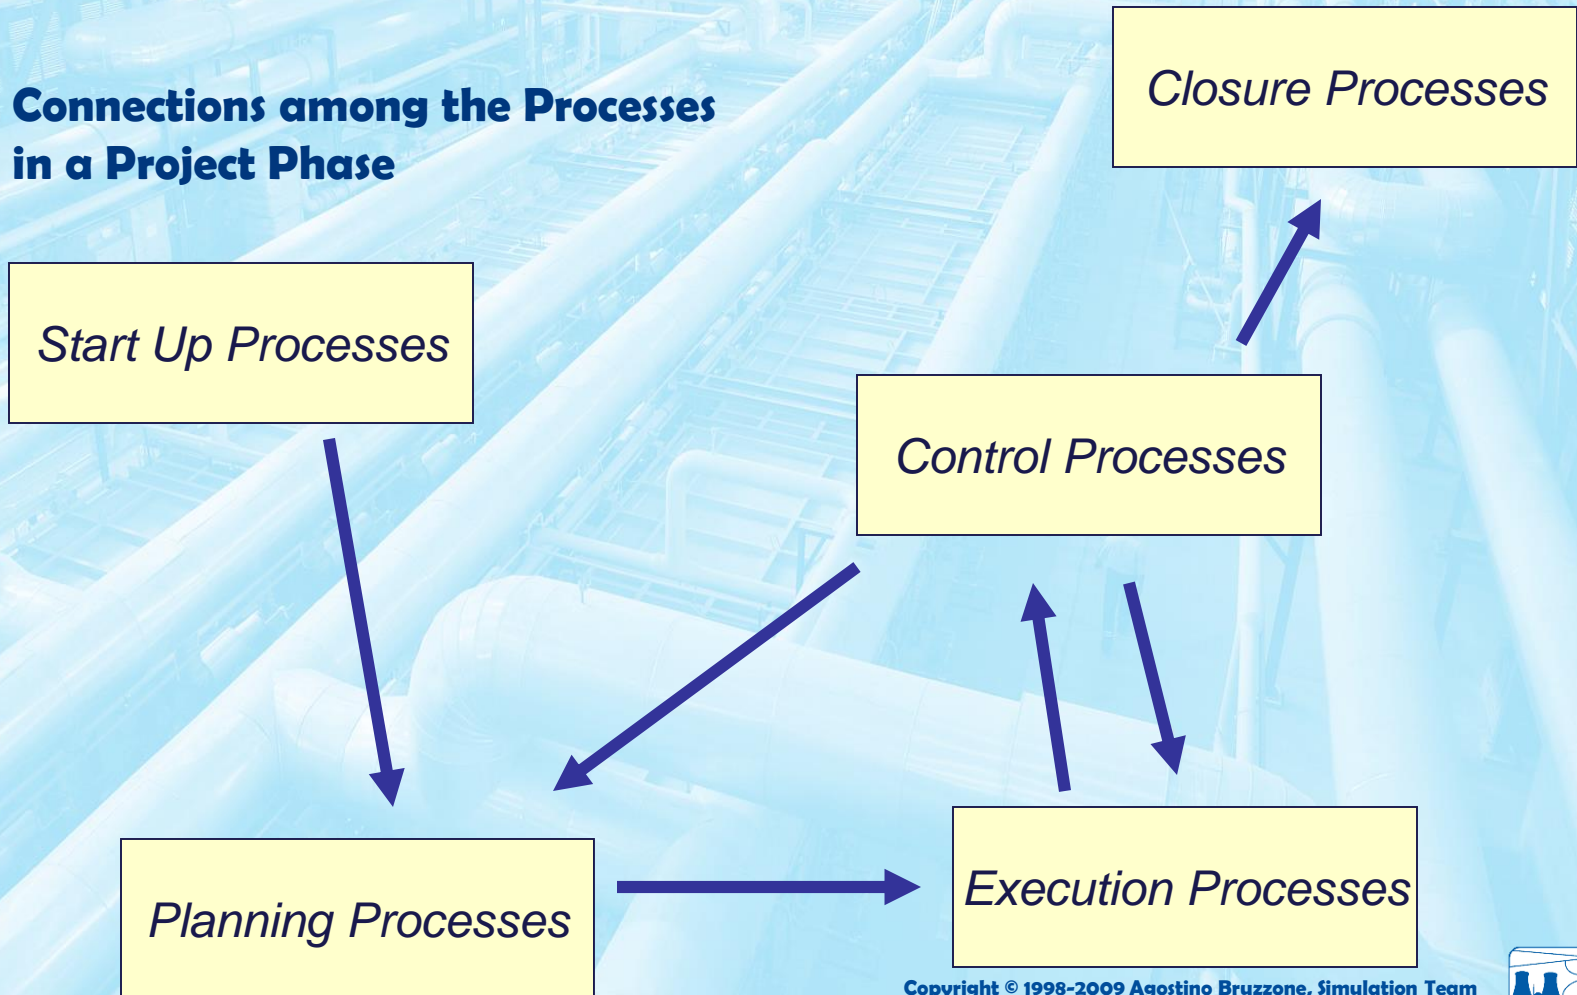 Connections among the Processes
in a Project Phase
Closure Processes
Start Up Processes
Control Processes
Planning Processes
Execution Processes
Copyright © 1998-2009 Agostino Bruzzone, Simulation Team